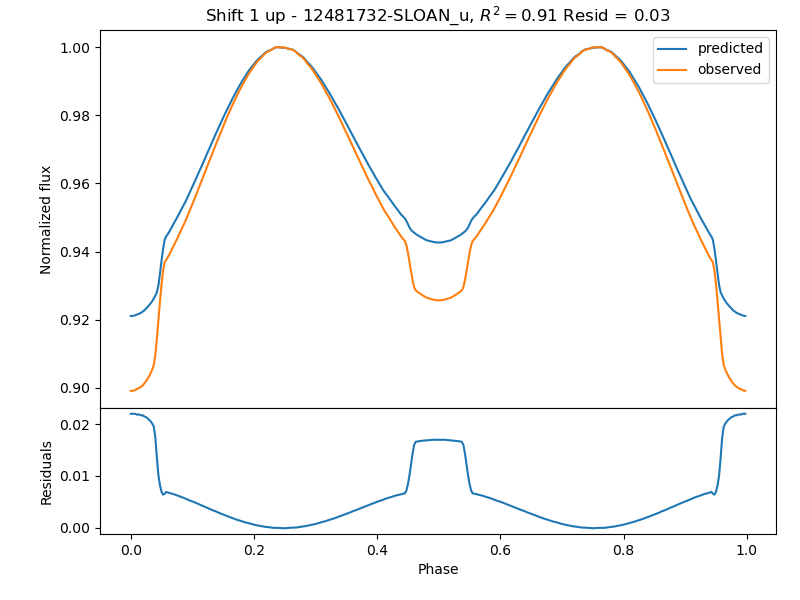 Shift 1 up - 12481732-SLOAN_u, R² = 0.91 Resid = 0.03
predicted
observed
Normalized flux
1.00
0.98
0.96
0.94
0.92
0.90
Residuals
0.02
0.01
0.00
0.0 0.2 0.4 0.6 0.8 1.0
Phase